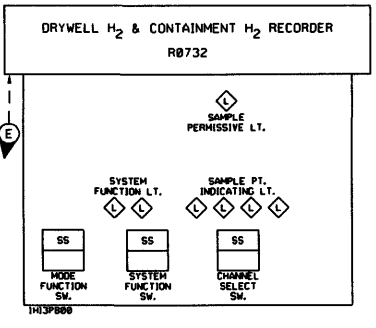 DRYWELL H2 & CONTAINMENT H2 RECORDER
R0732
E
L
SAMPLE
PERMISSIVE LT.
SYSTEM
FUNCTION LT.
SAMPLE PT.
INDICATING LT.
L L L L L L
SS SS SS
MODE
FUNCTION
SW.
SYSTEM
FUNCTION
SW.
CHANNEL
SELECT
SW.
1H13P800